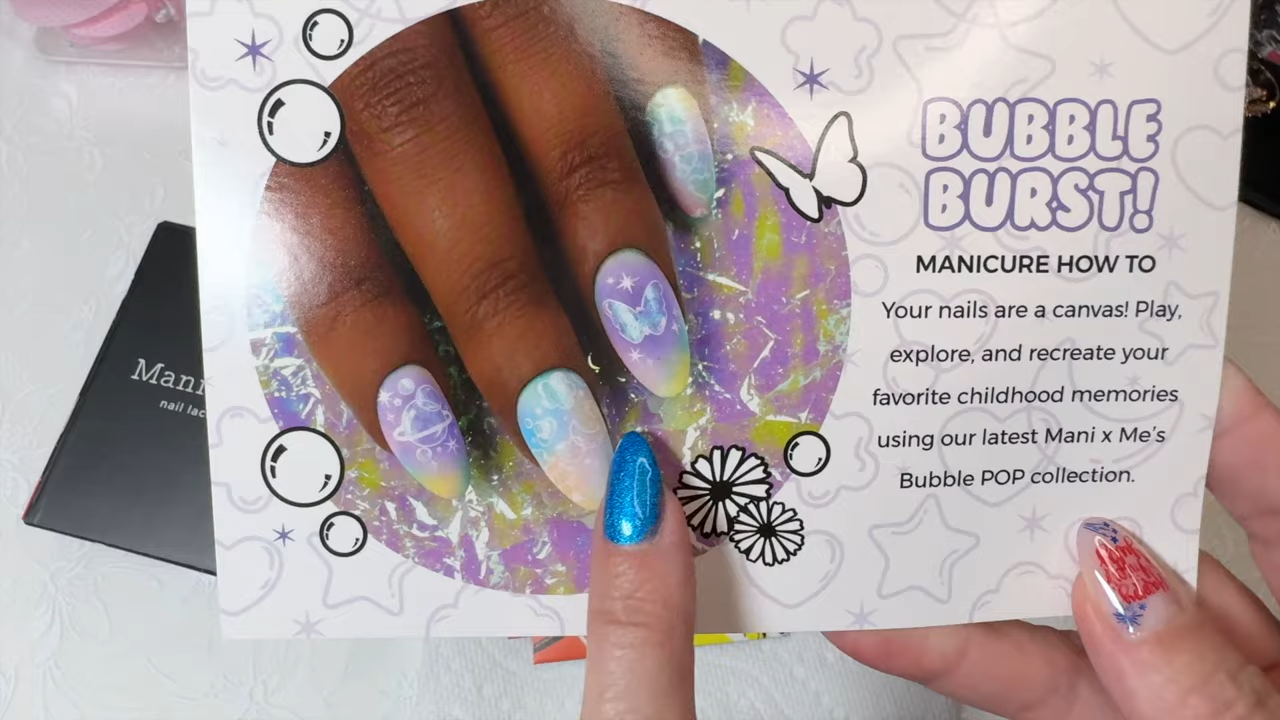 BUBBLE
BURST!
MANICURE HOW TO
Your nails are a canvas! Play,
explore, and recreate your
favorite childhood memories
using our latest Mani x Me's
Bubble POP collection.
Mani
nail lac